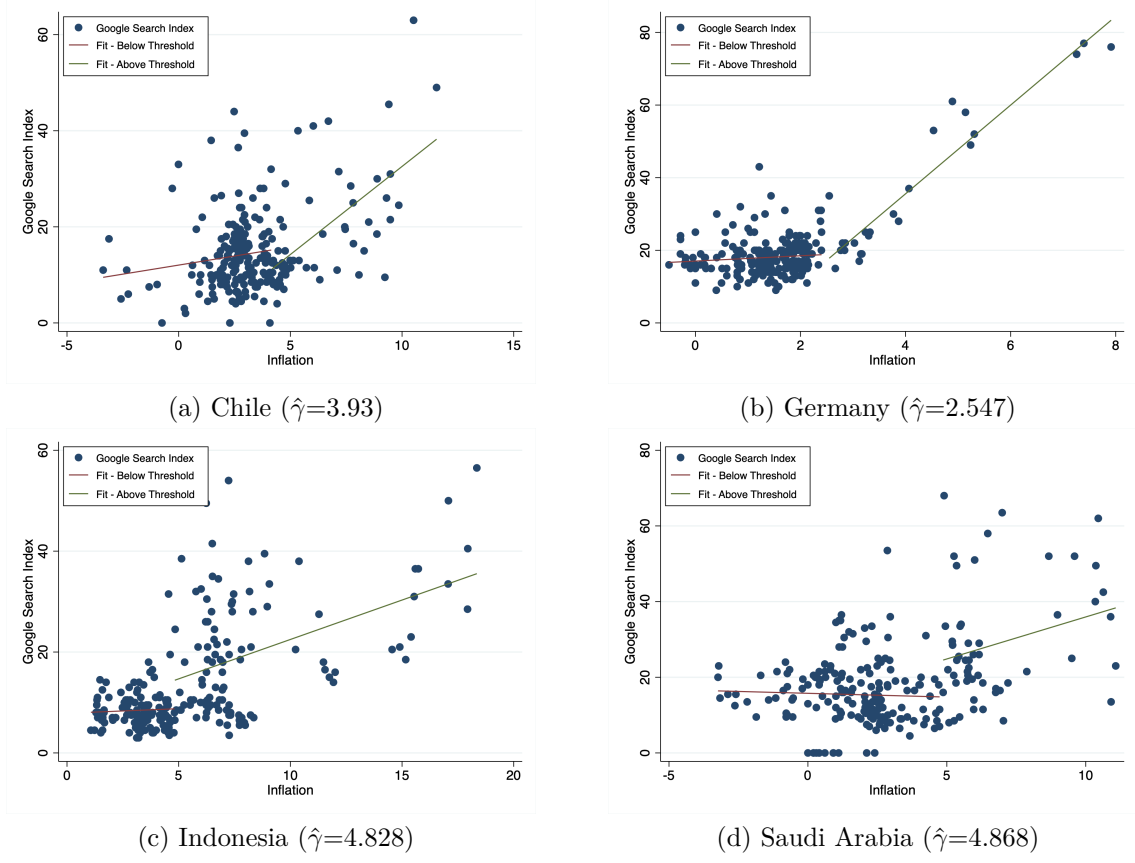 Google Search Index
60
40
20
0
Google Search Index
Fit - Below Threshold
Fit - Above Threshold
-5
0
5
10
15
Inflation
(a) Chile (γ̂=3.93)
Google Search Index
80
60
40
20
0
Google Search Index
Fit - Below Threshold
Fit - Above Threshold
0
2
4
6
8
Inflation
(b) Germany (γ̂=2.547)
Google Search Index
60
40
20
0
Google Search Index
Fit - Below Threshold
Fit - Above Threshold
0
5
10
15
20
Inflation
(c) Indonesia (γ̂=4.828)
Google Search Index
80
60
40
20
0
Google Search Index
Fit - Below Threshold
Fit - Above Threshold
-5
0
5
10
Inflation
(d) Saudi Arabia (γ̂=4.868)